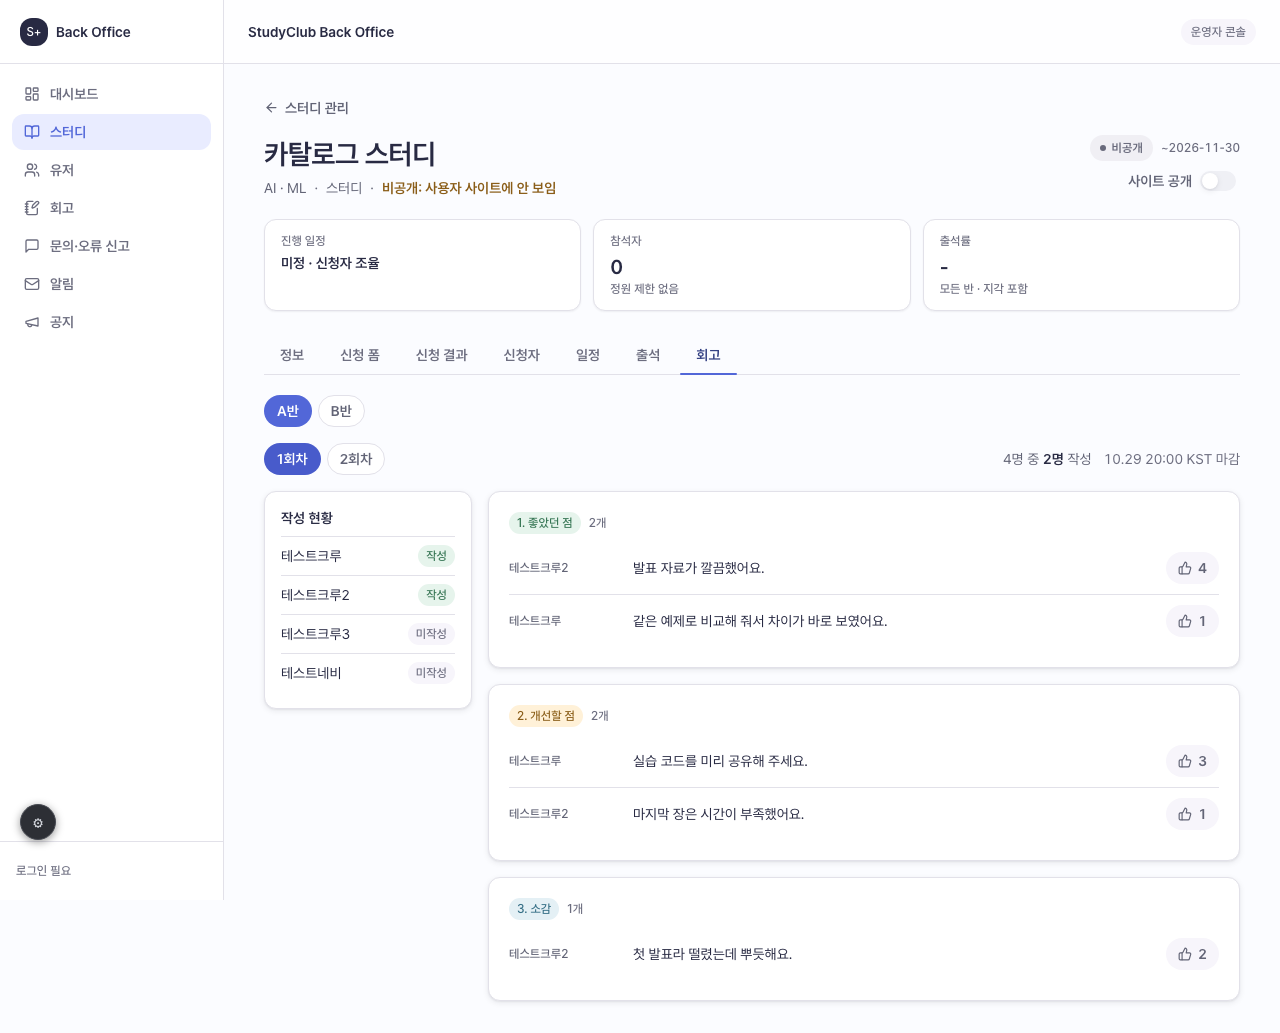 S+ Back Office
StudyClub Back Office
운영자 콘솔
대시보드
스터디
유저
회고
문의·오류 신고
알림
공지
로그인 필요
← 스터디 관리
카탈로그 스터디
비공개 ~2026-11-30
AI · ML · 스터디 · 비공개: 사용자 사이트에 안 보임
사이트 공개
진행 일정
미정 · 신청자 조율
참석자
0
정원 제한 없음
출석률
-
모든 반 · 지각 포함
정보 신청 폼 신청 결과 신청자 일정 출석 회고
A반 B반
1회차 2회차
4명 중 2명 작성 10.29 20:00 KST 마감
작성 현황
테스트크루 작성
테스트크루2 작성
테스트크루3 미작성
테스트네비 미작성
1. 좋았던 점 2개
테스트크루2 발표 자료가 깔끔했어요. 4
테스트크루 같은 예제로 비교해 줘서 차이가 바로 보였어요. 1
2. 개선할 점 2개
테스트크루 실습 코드를 미리 공유해 주세요. 3
테스트크루2 마지막 장은 시간이 부족했어요. 1
3. 소감 1개
테스트크루2 첫 발표라 떨렸는데 뿌듯해요. 2